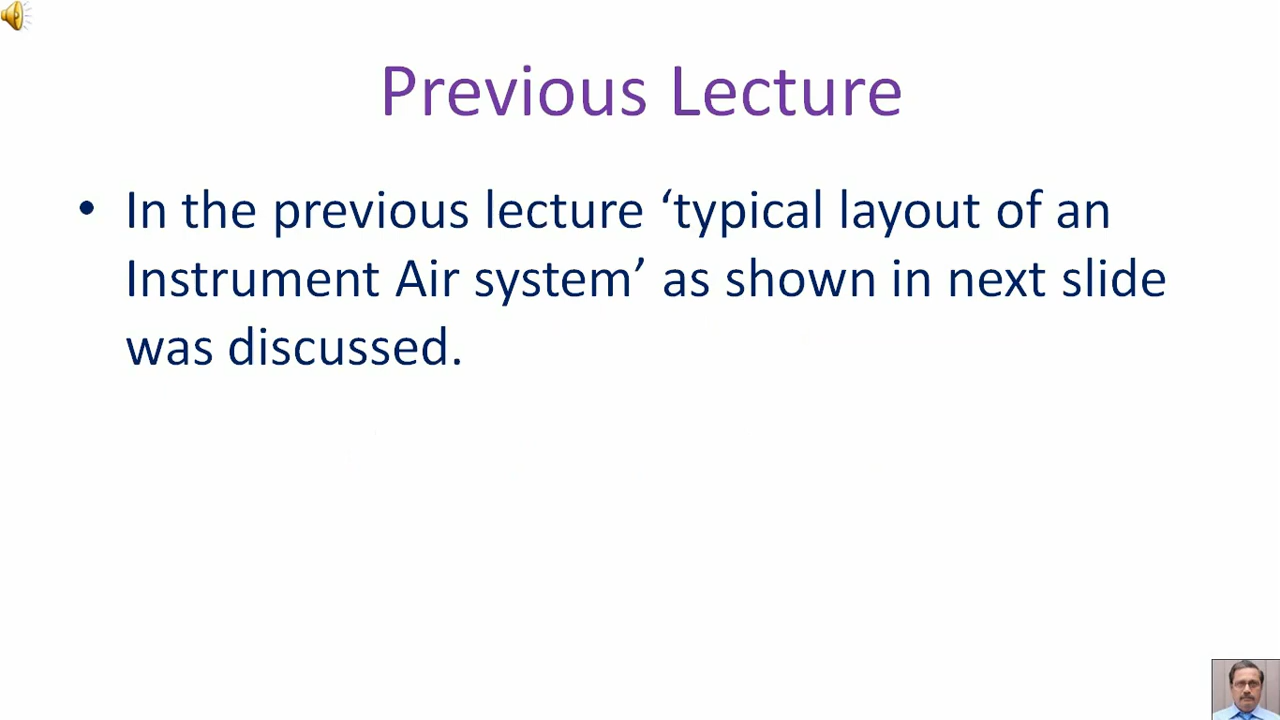 Previous Lecture
• In the previous lecture ‘typical layout of an
Instrument Air system’ as shown in next slide
was discussed.